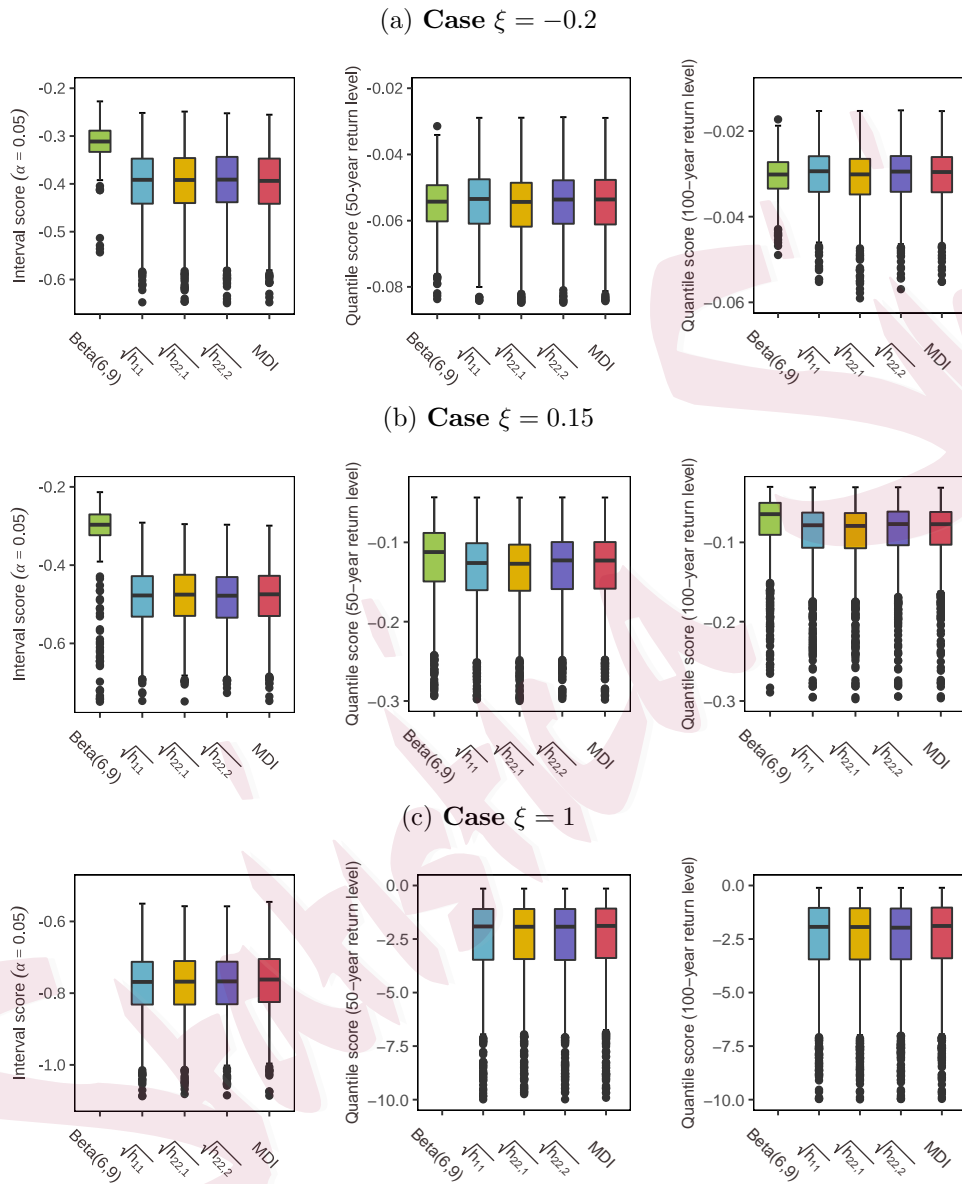 (a) Case ξ = −0.2
Interval score (α = 0.05)
-0.2
-0.3
-0.4
-0.5
-0.6
Beta(6,9)
√h11
√h22,1
√h22,2
MDI
Quantile score (50-year return level)
−0.02
−0.04
−0.06
−0.08
Beta(6,9)
√h11
√h22,1
√h22,2
MDI
Quantile score (100-year return level)
−0.02
−0.04
−0.06
Beta(6,9)
√h11
√h22,1
√h22,2
MDI
(b) Case ξ = 0.15
Interval score (α = 0.05)
-0.2
-0.4
-0.6
Beta(6,9)
√h11
√h22,1
√h22,2
MDI
Quantile score (50−year return level)
−0.1
−0.2
−0.3
Beta(6,9)
√h11
√h22,1
√h22,2
MDI
Quantile score (100−year return level)
−0.1
−0.2
−0.3
Beta(6,9)
√h11
√h22,1
√h22,2
MDI
(c) Case ξ = 1
Interval score (α = 0.05)
-0.6
-0.8
-1.0
Beta(6,9)
√h11
√h22,1
√h22,2
MDI
Quantile score (50−year return level)
0.0
−2.5
−5.0
−7.5
−10.0
Beta(6,9)
√h11
√h22,1
√h22,2
MDI
Quantile score (100−year return level)
0.0
−2.5
−5.0
−7.5
−10.0
Beta(6,9)
√h11
√h22,1
√h22,2
MDI